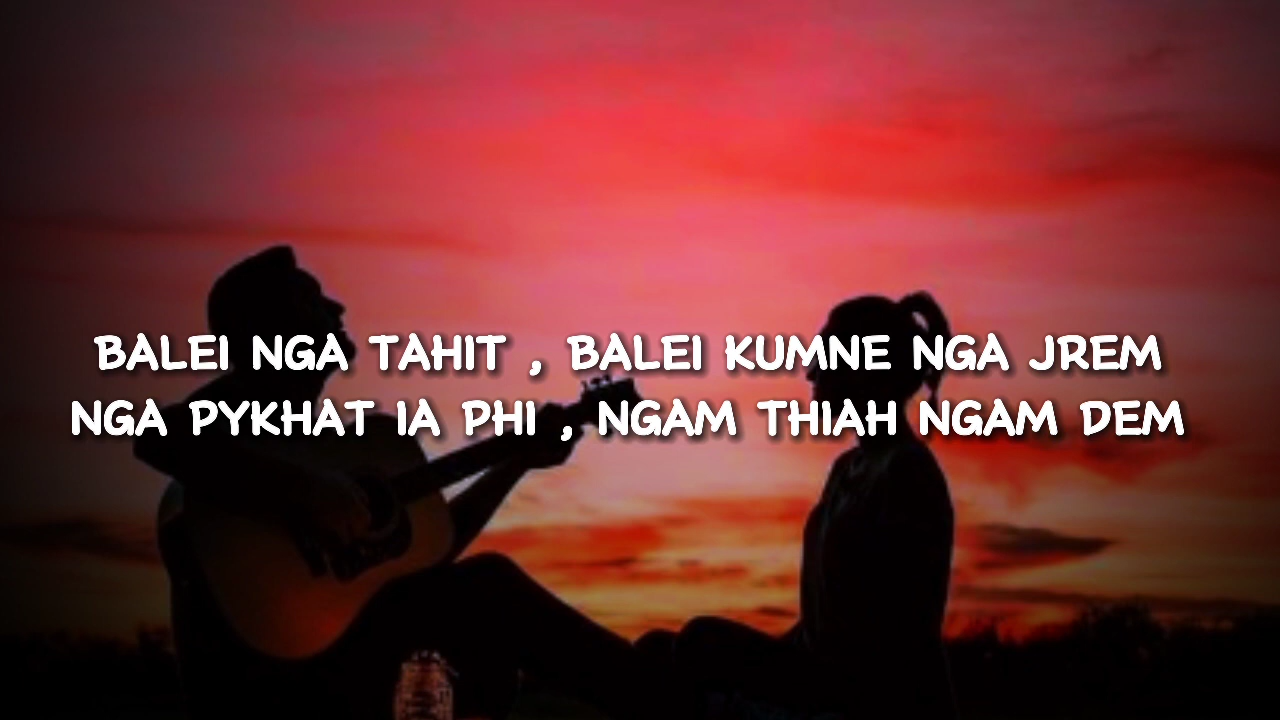 BALEI NGA TAHIT , BALEI KUMNE NGA JREM
NGA PYKHAT IA PHI , NGAM THIAH NGAM DEM